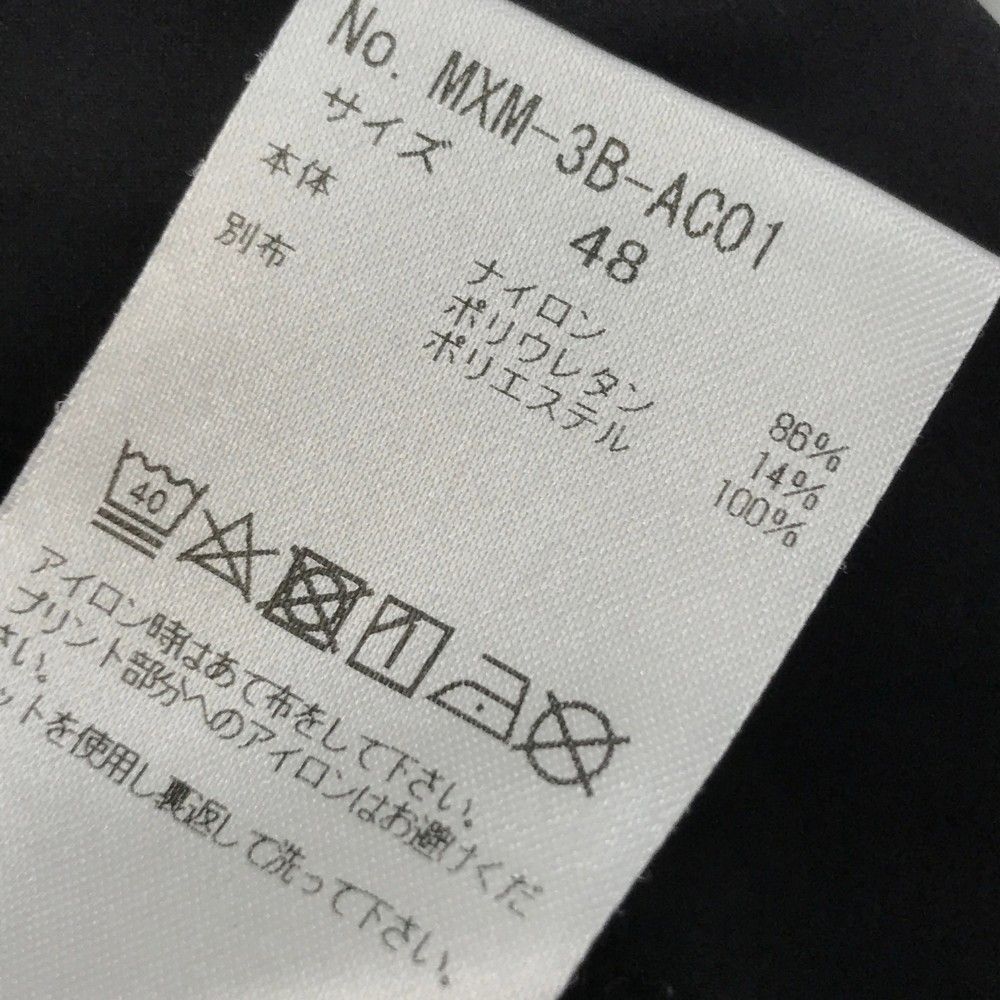 No. MXM-3B-AC01
サイズ 48
本体 ナイロン 86%
ポリウレタン 14%
別布 ポリエステル 100%
40
アイロン時はあて布をして下さい。
プリント部分へのアイロンはお避けくだ
さい。
ットを使用し裏返して洗って下さい。